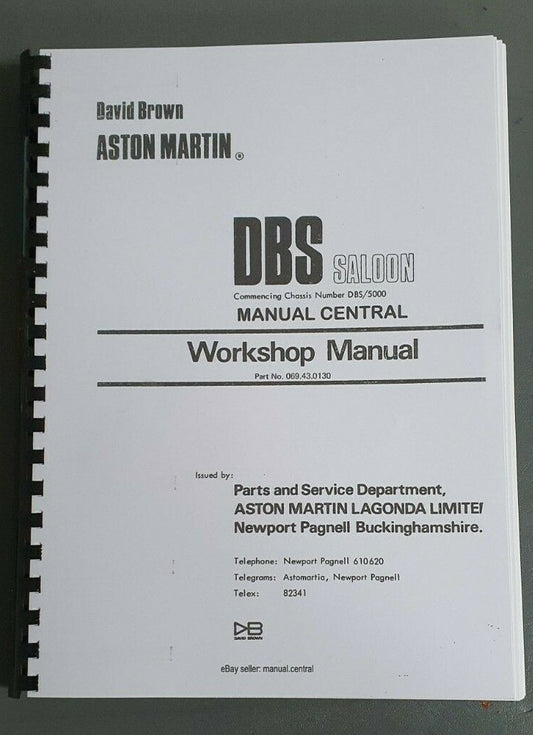 David Brown
ASTON MARTIN ®
DBS SALOON
Commencing Chassis Number DBS/5000
MANUAL CENTRAL
Workshop Manual
Part No. 069.43.0130
Issued by:
Parts and Service Department,
ASTON MARTIN LAGONDA LIMITE
Newport Pagnell Buckinghamshire.
Telephone: Newport Pagnell 610620
Telegrams: Astomartia, Newport Pagnell
Telex: 82341
DB
DAVID BROWN
eBay seller: manual.central